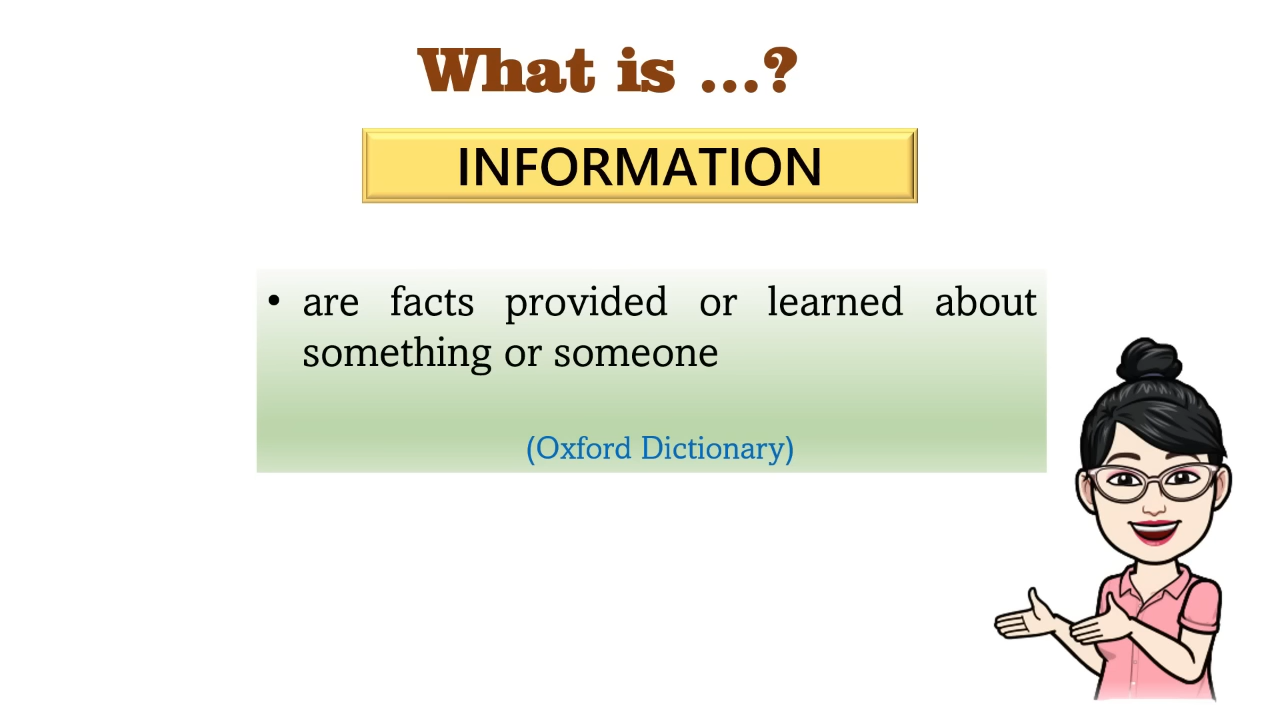 What is ...?
INFORMATION
• are facts provided or learned about
something or someone
(Oxford Dictionary)